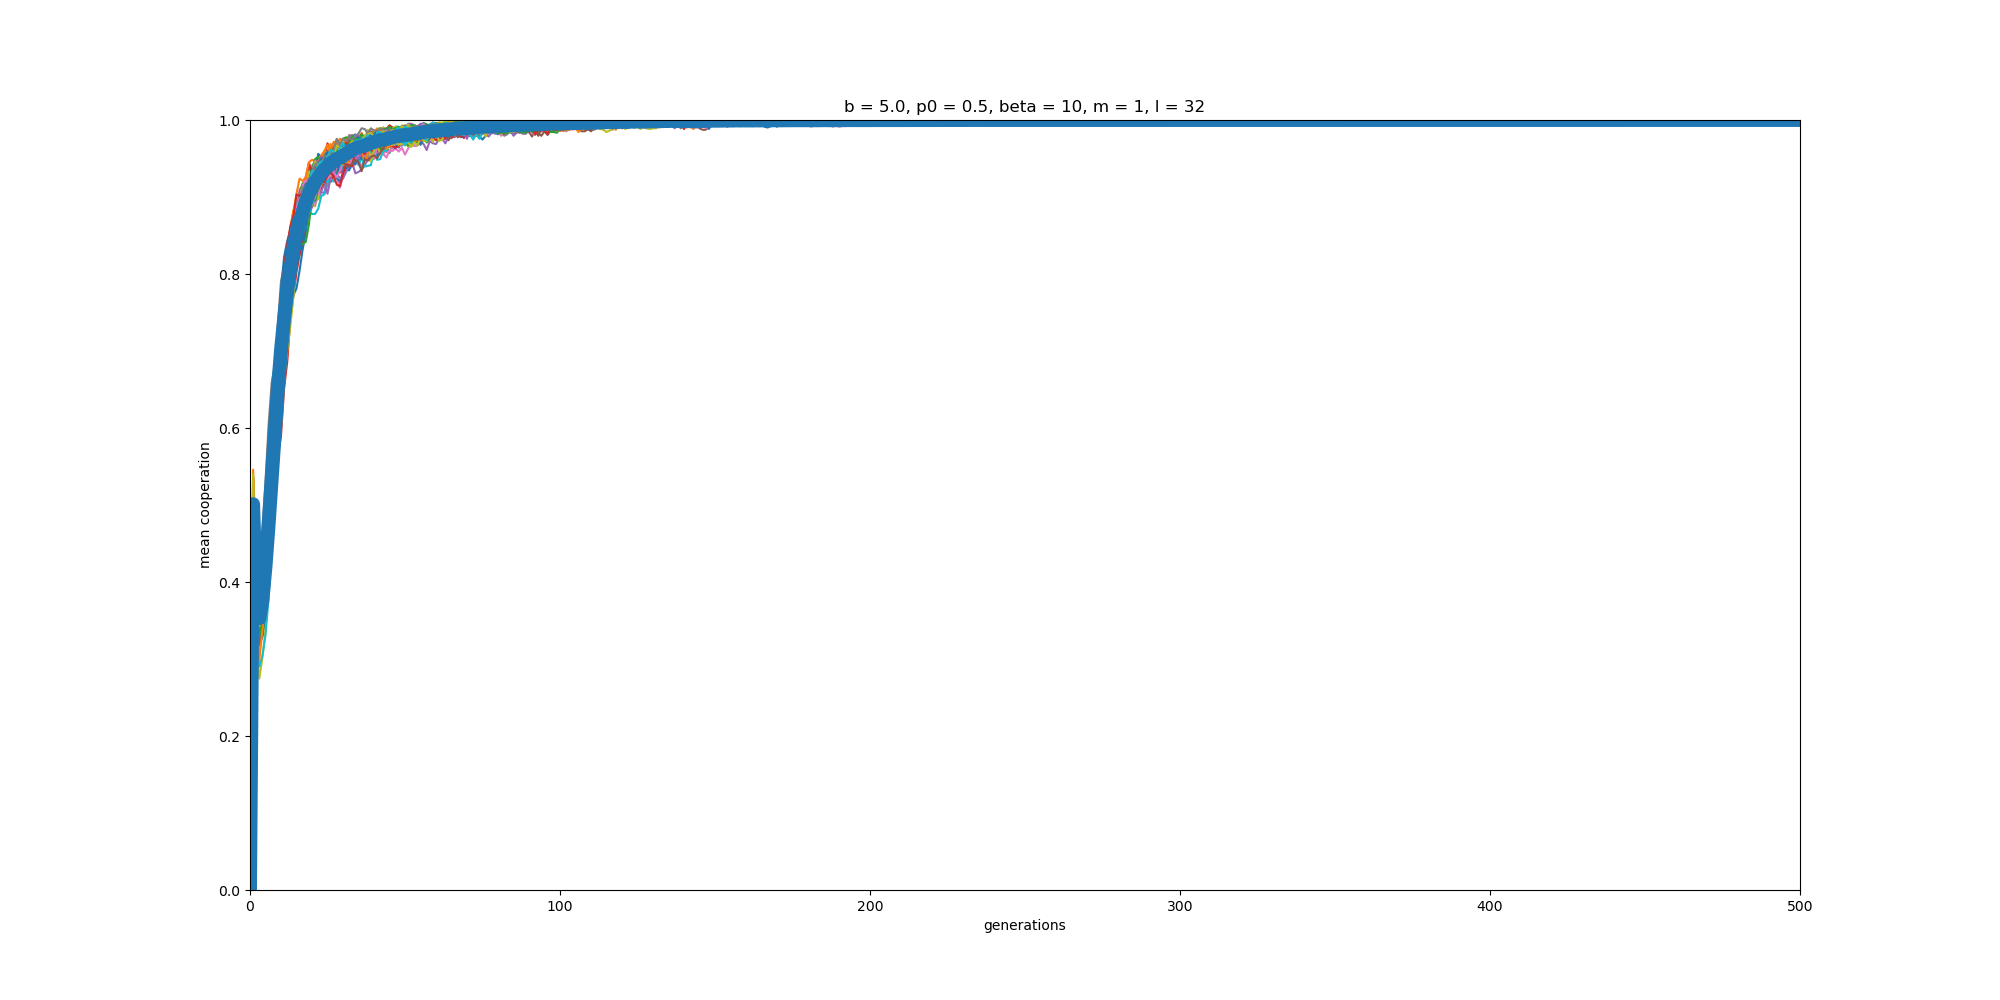 b = 5.0, p0 = 0.5, beta = 10, m = 1, l = 32
1.0
0.8
0.6
0.4
0.2
0.0
mean cooperation
0 100 200 300 400 500
generations